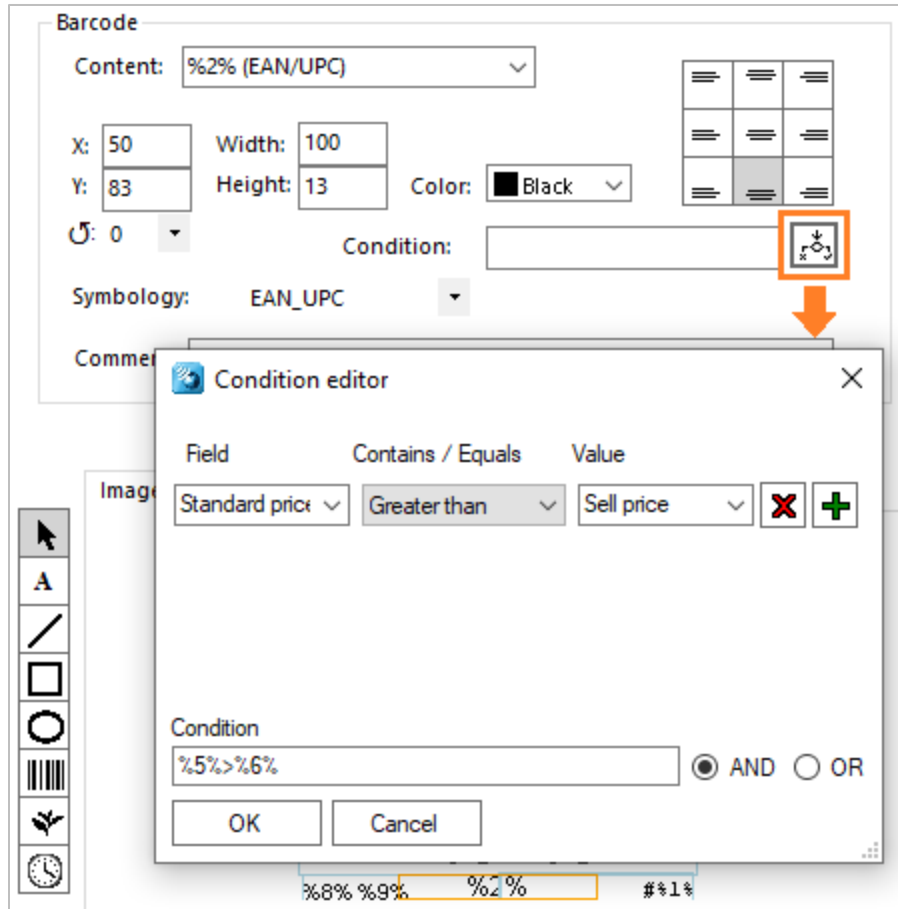 Barcode
Content: %2% (EAN/UPC)
X: 50 Width: 100
Y: 83 Height: 13 Color: Black
: 0 Condition:
Symbology: EAN_UPC
Commer
Condition editor
Field Contains / Equals Value
Image
Standard price Greater than Sell price
A
Condition
%5%>%6% AND OR
OK Cancel
%8% %9% %2% #%1%